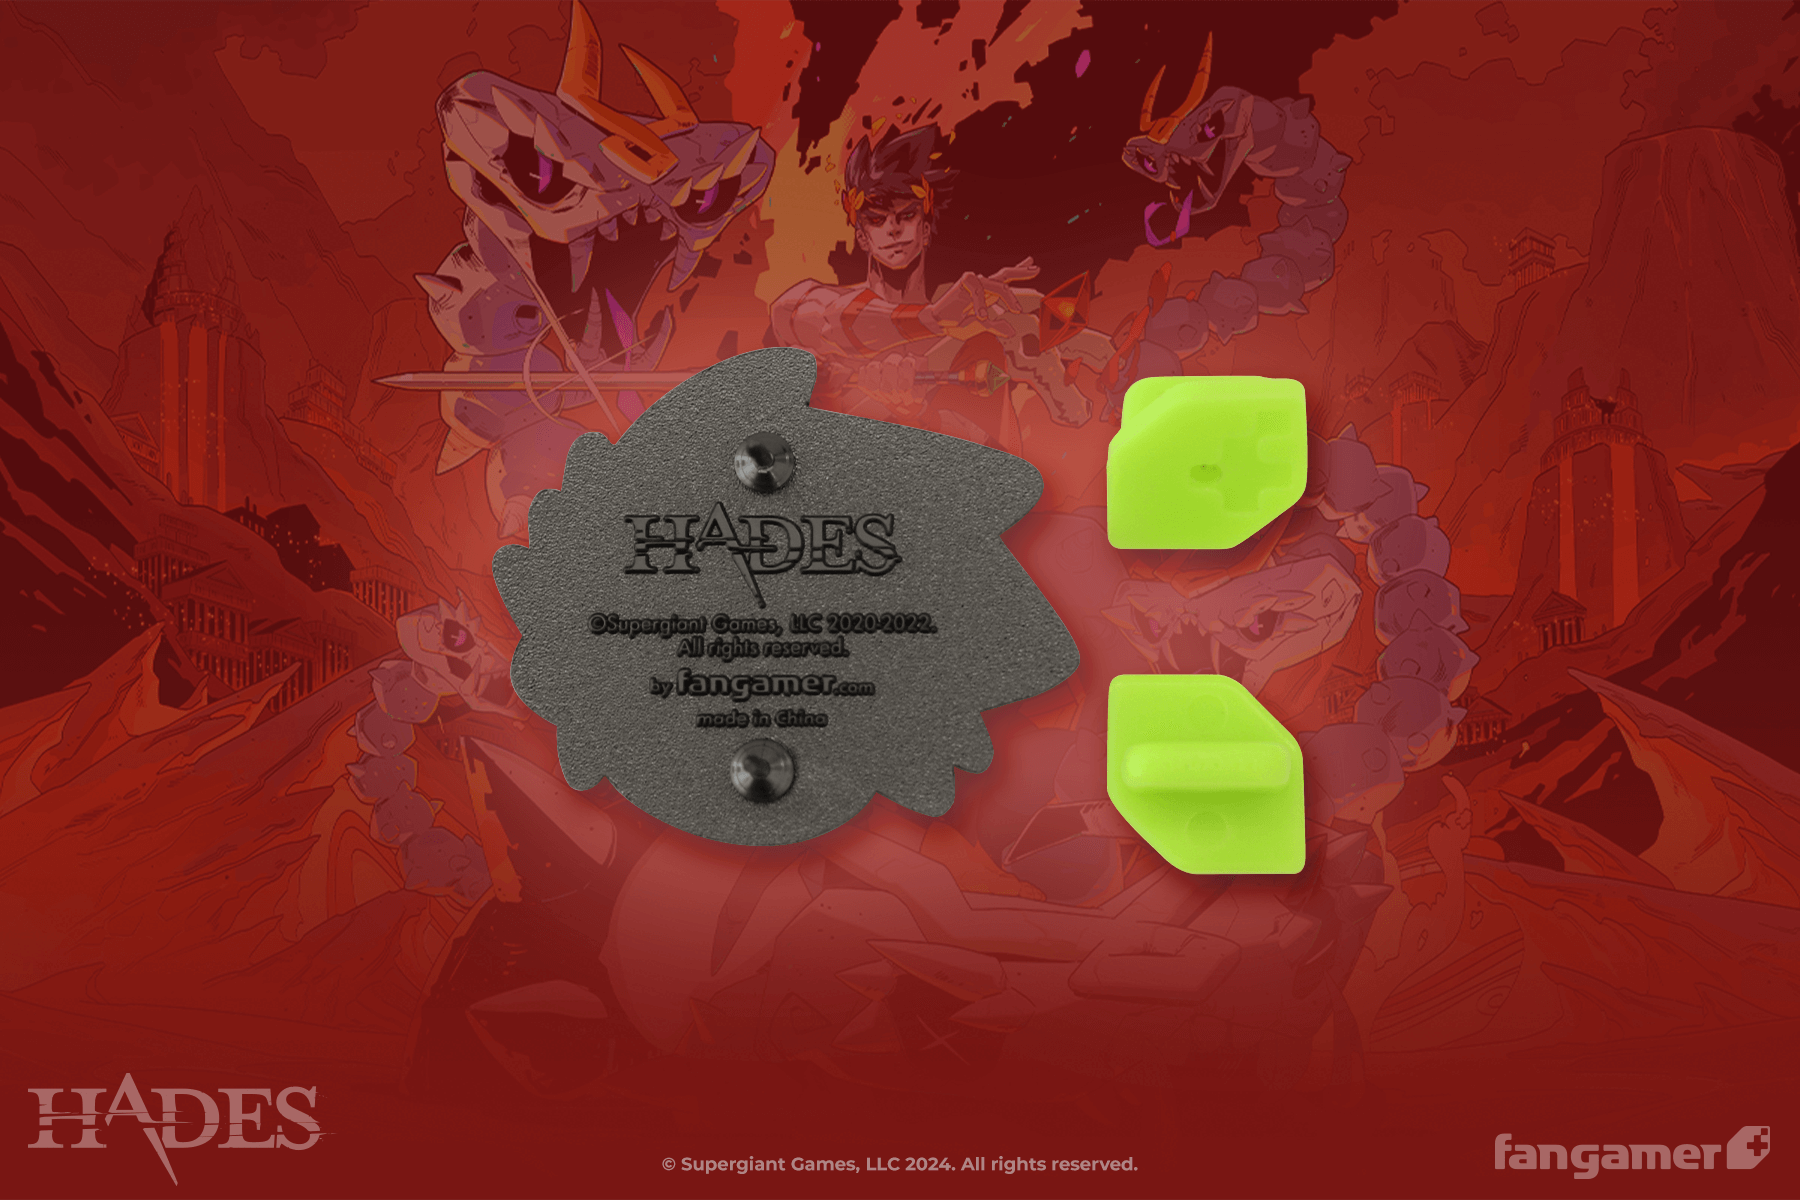 HADES
©Supergiant Games, LLC 2020-2022.
All rights reserved.
by fangamer.com
made in China
HADES
© Supergiant Games, LLC 2024. All rights reserved.
fangamer